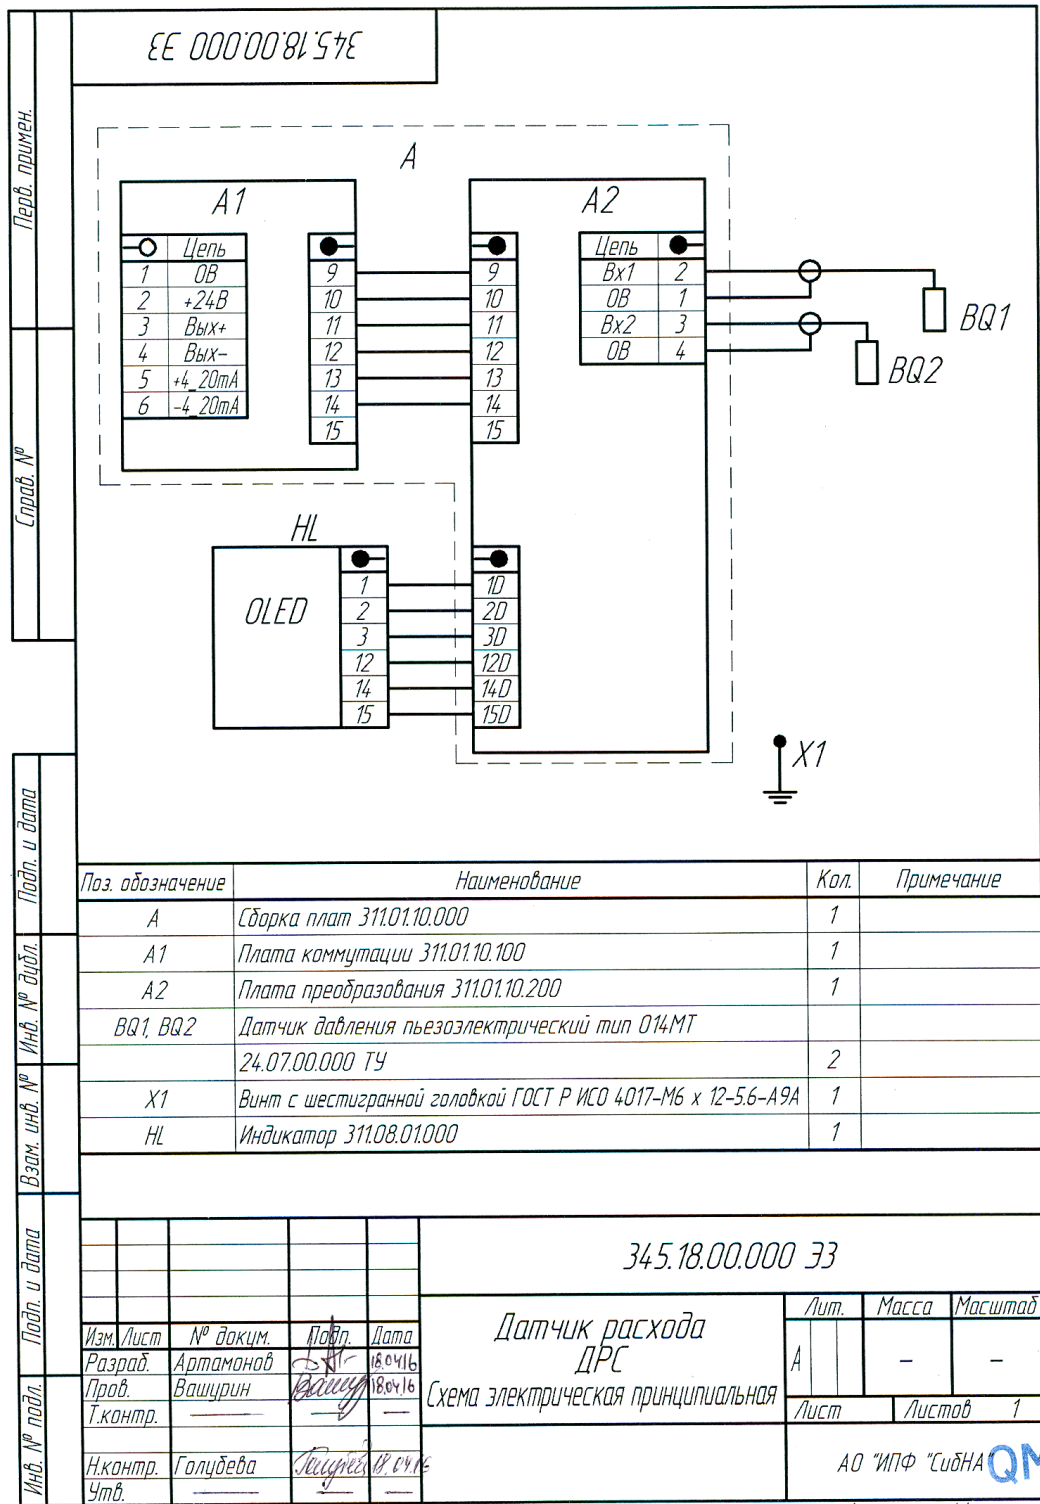 345.18.00.000 ЭЗ
Перв. примен.
Справ. №
Подп. и дата
Инв. № дубл.
Взам. инв. №
Подп. и дата
Инв. № подл.
А
А1
Цепь
1 0В
2 +24В
3 Вых+
4 Вых-
5 +4_20mA
6 -4_20mA
9
10
11
12
13
14
15
А2
9
10
11
12
13
14
15
Цепь
Вх1 2
0В 1
Вх2 3
0В 4
BQ1
BQ2
HL
OLED
1
2
3
12
14
15
1D
2D
3D
12D
14D
15D
X1
Поз. обозначение Наименование Кол. Примечание
А Сборка плат 311.01.10.000 1
А1 Плата коммутации 311.01.10.100 1
А2 Плата преобразования 311.01.10.200 1
BQ1, BQ2 Датчик давления пьезоэлектрический тип 014МТ
24.07.00.000 ТУ 2
X1 Винт с шестигранной головкой ГОСТ Р ИСО 4017-М6 х 12-5.6-А9А 1
HL Индикатор 311.08.01.000 1
345.18.00.000 ЭЗ
Изм. Лист № докум. Подп. Дата
Разраб. Артамонов 18.04.16
Пров. Вашурин 18.04.16
Т.контр.
Н.контр. Голубева 18.04.16
Утв.
Датчик расхода
ДРС
Схема электрическая принципиальная
Лит. Масса Масштаб
А – –
Лист Листов 1
АО "ИПФ "СибНА
QM